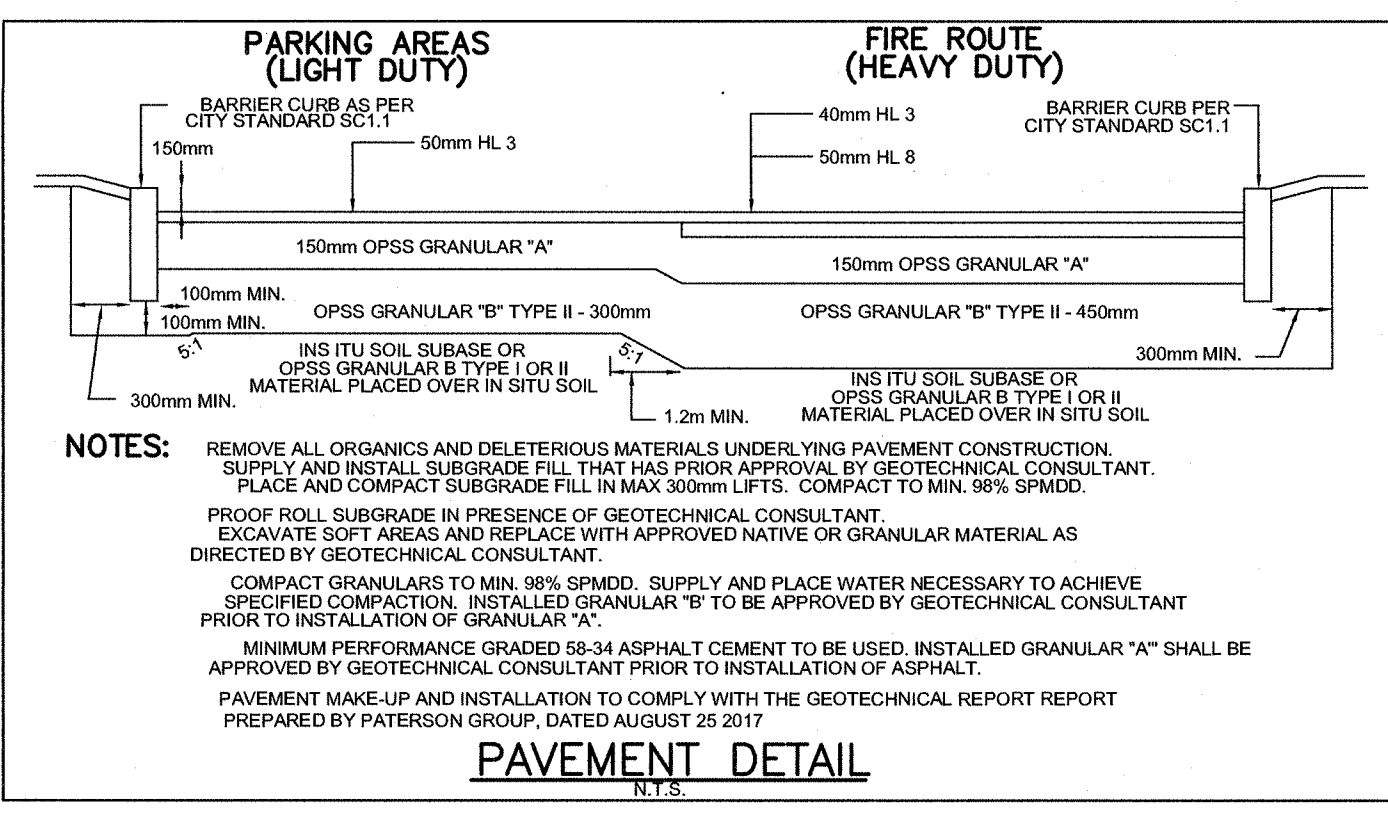 PARKING AREAS
(LIGHT DUTY)
FIRE ROUTE
(HEAVY DUTY)
BARRIER CURB AS PER
CITY STANDARD SC1.1
150mm
50mm HL 3
40mm HL 3
50mm HL 8
BARRIER CURB PER
CITY STANDARD SC1.1
150mm OPSS GRANULAR "A"
150mm OPSS GRANULAR "A"
100mm MIN.
100mm MIN.
OPSS GRANULAR "B" TYPE II - 300mm
OPSS GRANULAR "B" TYPE II - 450mm
5:1
INS ITU SOIL SUBASE OR
OPSS GRANULAR B TYPE I OR II
MATERIAL PLACED OVER IN SITU SOIL
5:1
300mm MIN.
300mm MIN.
1.2m MIN.
INS ITU SOIL SUBASE OR
OPSS GRANULAR B TYPE I OR II
MATERIAL PLACED OVER IN SITU SOIL
NOTES:
REMOVE ALL ORGANICS AND DELETERIOUS MATERIALS UNDERLYING PAVEMENT CONSTRUCTION.
SUPPLY AND INSTALL SUBGRADE FILL THAT HAS PRIOR APPROVAL BY GEOTECHNICAL CONSULTANT.
PLACE AND COMPACT SUBGRADE FILL IN MAX 300mm LIFTS. COMPACT TO MIN. 98% SPMDD.
PROOF ROLL SUBGRADE IN PRESENCE OF GEOTECHNICAL CONSULTANT.
EXCAVATE SOFT AREAS AND REPLACE WITH APPROVED NATIVE OR GRANULAR MATERIAL AS
DIRECTED BY GEOTECHNICAL CONSULTANT.
COMPACT GRANULARS TO MIN. 98% SPMDD. SUPPLY AND PLACE WATER NECESSARY TO ACHIEVE
SPECIFIED COMPACTION. INSTALLED GRANULAR "B' TO BE APPROVED BY GEOTECHNICAL CONSULTANT
PRIOR TO INSTALLATION OF GRANULAR "A".
MINIMUM PERFORMANCE GRADED 58-34 ASPHALT CEMENT TO BE USED. INSTALLED GRANULAR "A'" SHALL BE
APPROVED BY GEOTECHNICAL CONSULTANT PRIOR TO INSTALLATION OF ASPHALT.
PAVEMENT MAKE-UP AND INSTALLATION TO COMPLY WITH THE GEOTECHNICAL REPORT REPORT
PREPARED BY PATERSON GROUP, DATED AUGUST 25 2017
PAVEMENT DETAIL
N.T.S.